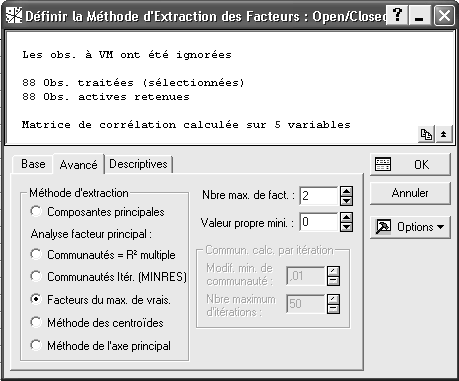 Définir la Méthode d'Extraction des Facteurs : Open/Closed
Les obs. à VM ont été ignorées
88 Obs. traitées (sélectionnées)
88 Obs. actives retenues
Matrice de corrélation calculée sur 5 variables
Base Avancé Descriptives
Méthode d'extraction
Composantes principales
Analyse facteur principal :
Communautés = R² multiple
Communautés Itér. (MINRES)
Facteurs du max. de vrais.
Méthode des centroïdes
Méthode de l'axe principal
Nbre max. de fact. : 2
Valeur propre mini. : 0
Commun. calc. par itération
Modif. min. de communauté : ,01
Nbre maximum d'itérations : 50
OK
Annuler
Options